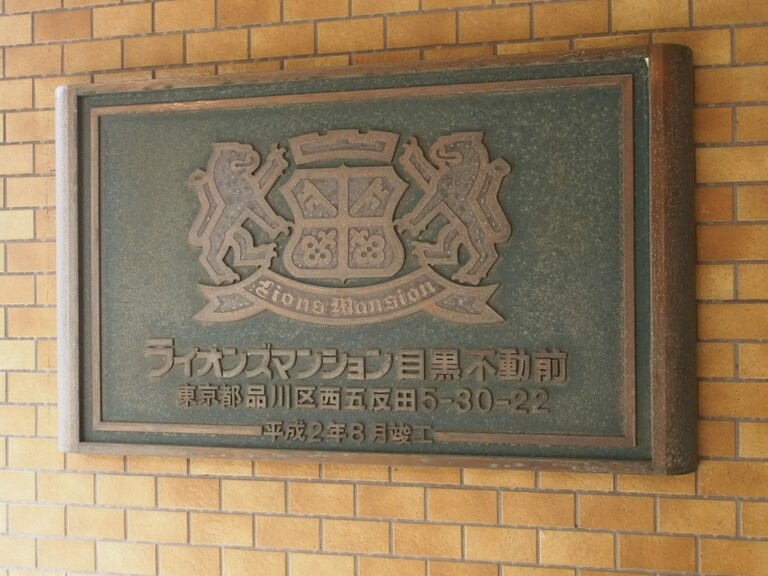 Lions Mansion
ライオンズマンション目黒不動前
東京都品川区西五反田5-30-22
平成2年8月竣工